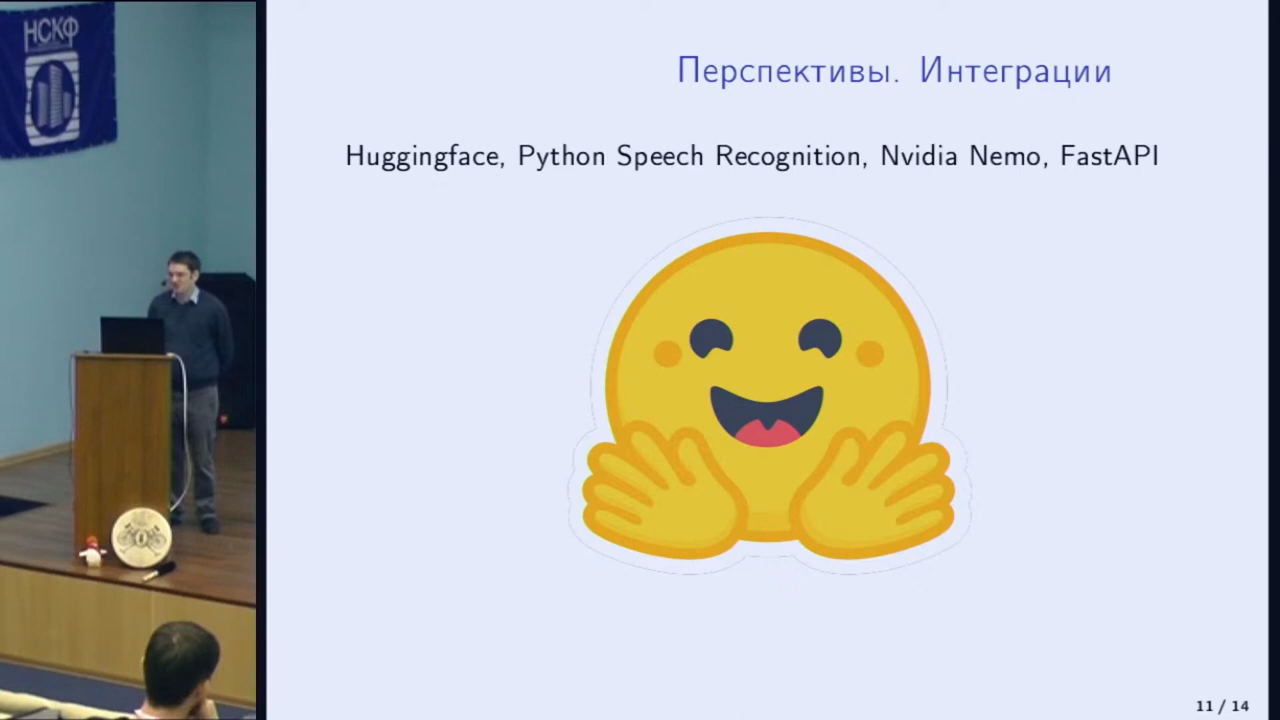 НСКФ
Перспективы. Интеграции
Huggingface, Python Speech Recognition, Nvidia Nemo, FastAPI
11 / 14